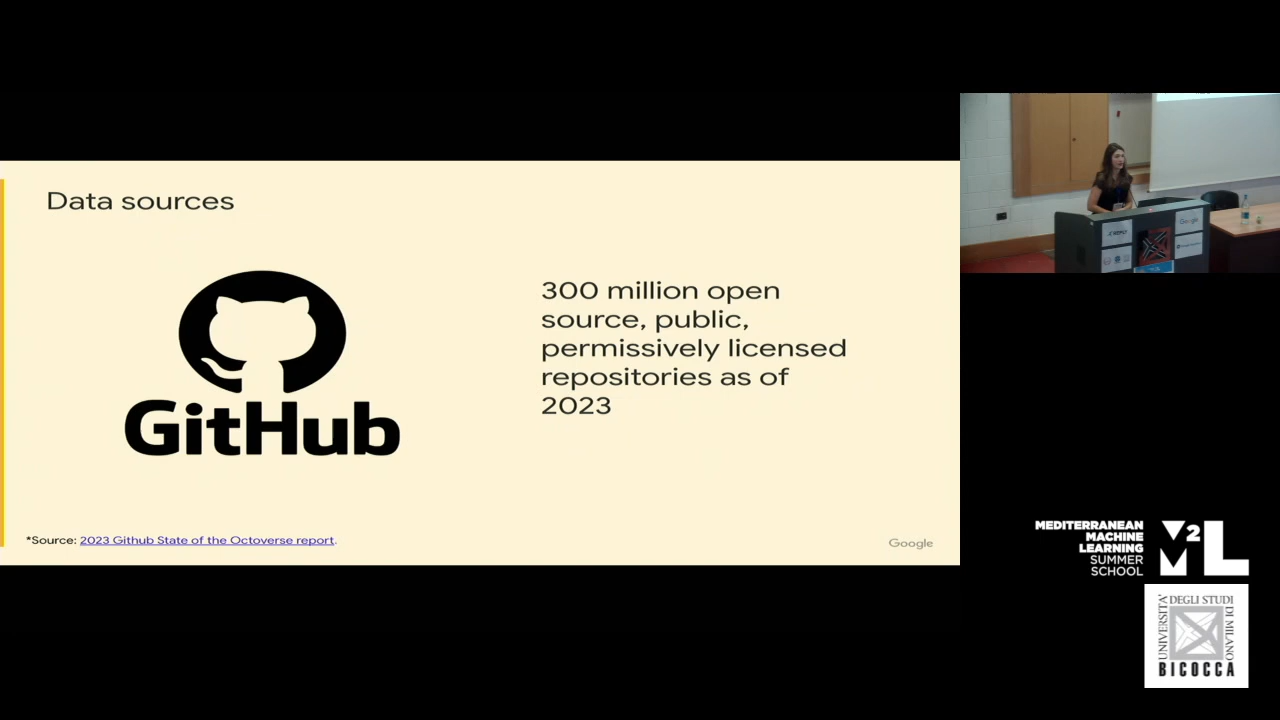 Data sources
GitHub
300 million open
source, public,
permissively licensed
repositories as of
2023
*Source: 2023 Github State of the Octoverse report.
Google
Google
MEDITERRANEAN
MACHINE
LEARNING
SUMMER
SCHOOL
M2L
UNIVERSITÀ
DEGLI STUDI
DI MILANO
BICOCCA